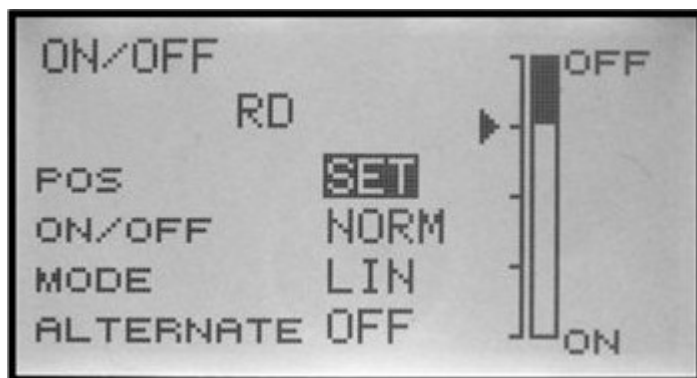 ON/OFF
OFF
RD
POS SET
ON/OFF NORM
MODE LIN
ALTERNATE OFF
ON